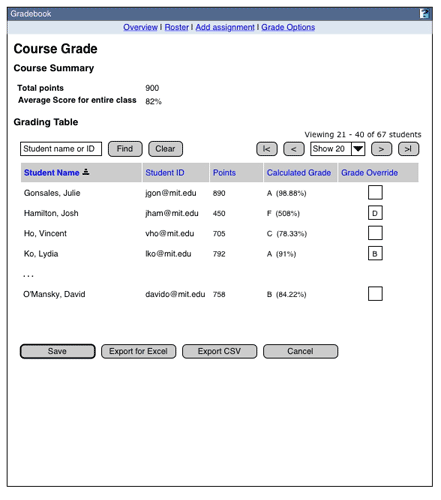 Gradebook ?
Overview | Roster | Add assignment | Grade Options
Course Grade
Course Summary
Total points 900
Average Score for entire class 82%
Grading Table
Viewing 21 - 40 of 67 students
Student name or ID Find Clear |< < Show 20 > >|
Student Name Student ID Points Calculated Grade Grade Override
Gonsales, Julie jgon@mit.edu 890 A (98.88%)
Hamilton, Josh jham@mit.edu 450 F (508%) D
Ho, Vincent vho@mit.edu 705 C (78.33%)
Ko, Lydia lko@mit.edu 792 A (91%) B
. . .
O'Mansky, David davido@mit.edu 758 B (84.22%)
Save Export for Excel Export CSV Cancel